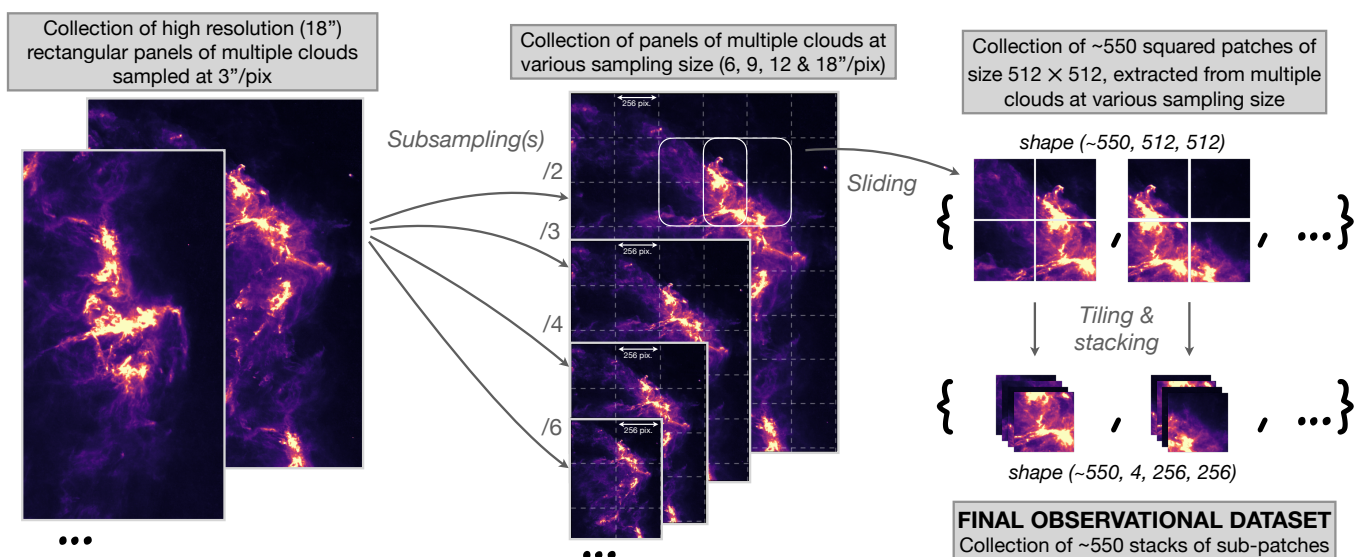 Collection of high resolution (18”)
rectangular panels of multiple clouds
sampled at 3”/pix
...
Subsampling(s)
/2
/3
/4
/6
Collection of panels of multiple clouds at
various sampling size (6, 9, 12 & 18”/pix)
256 pix.
256 pix.
256 pix.
256 pix.
...
Sliding
Collection of ~550 squared patches of
size 512 × 512, extracted from multiple
clouds at various sampling size
shape (~550, 512, 512)
{ , , ...}
Tiling &
stacking
{ , , ...}
shape (~550, 4, 256, 256)
FINAL OBSERVATIONAL DATASET
Collection of ~550 stacks of sub-patches